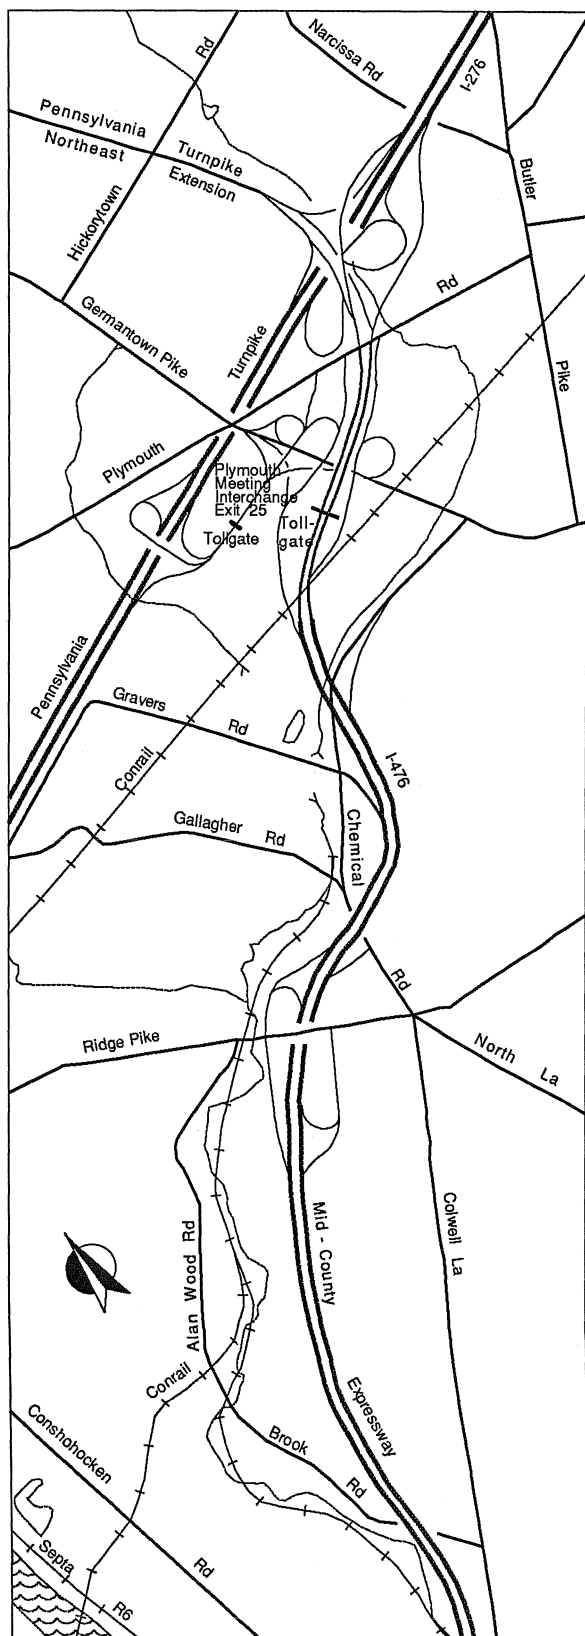 Narcissa Rd
Rd
I-276
Pennsylvania
Northeast
Turnpike
Extension
Hickorytown
Butler
Rd
Germantown Pike
Turnpike
Pike
Plymouth
Plymouth
Meeting
Interchange
Exit 25
Tollgate
Toll-
gate
Pennsylvania
Gravers
Rd
Conrail
I-476
Gallagher Rd
Chemical
Rd
Ridge Pike
North La
Mid - County
Colwell La
Alan Wood Rd
Conrail
Expressway
Conshohocken
Brook
Rd
Septa
R6
Rd